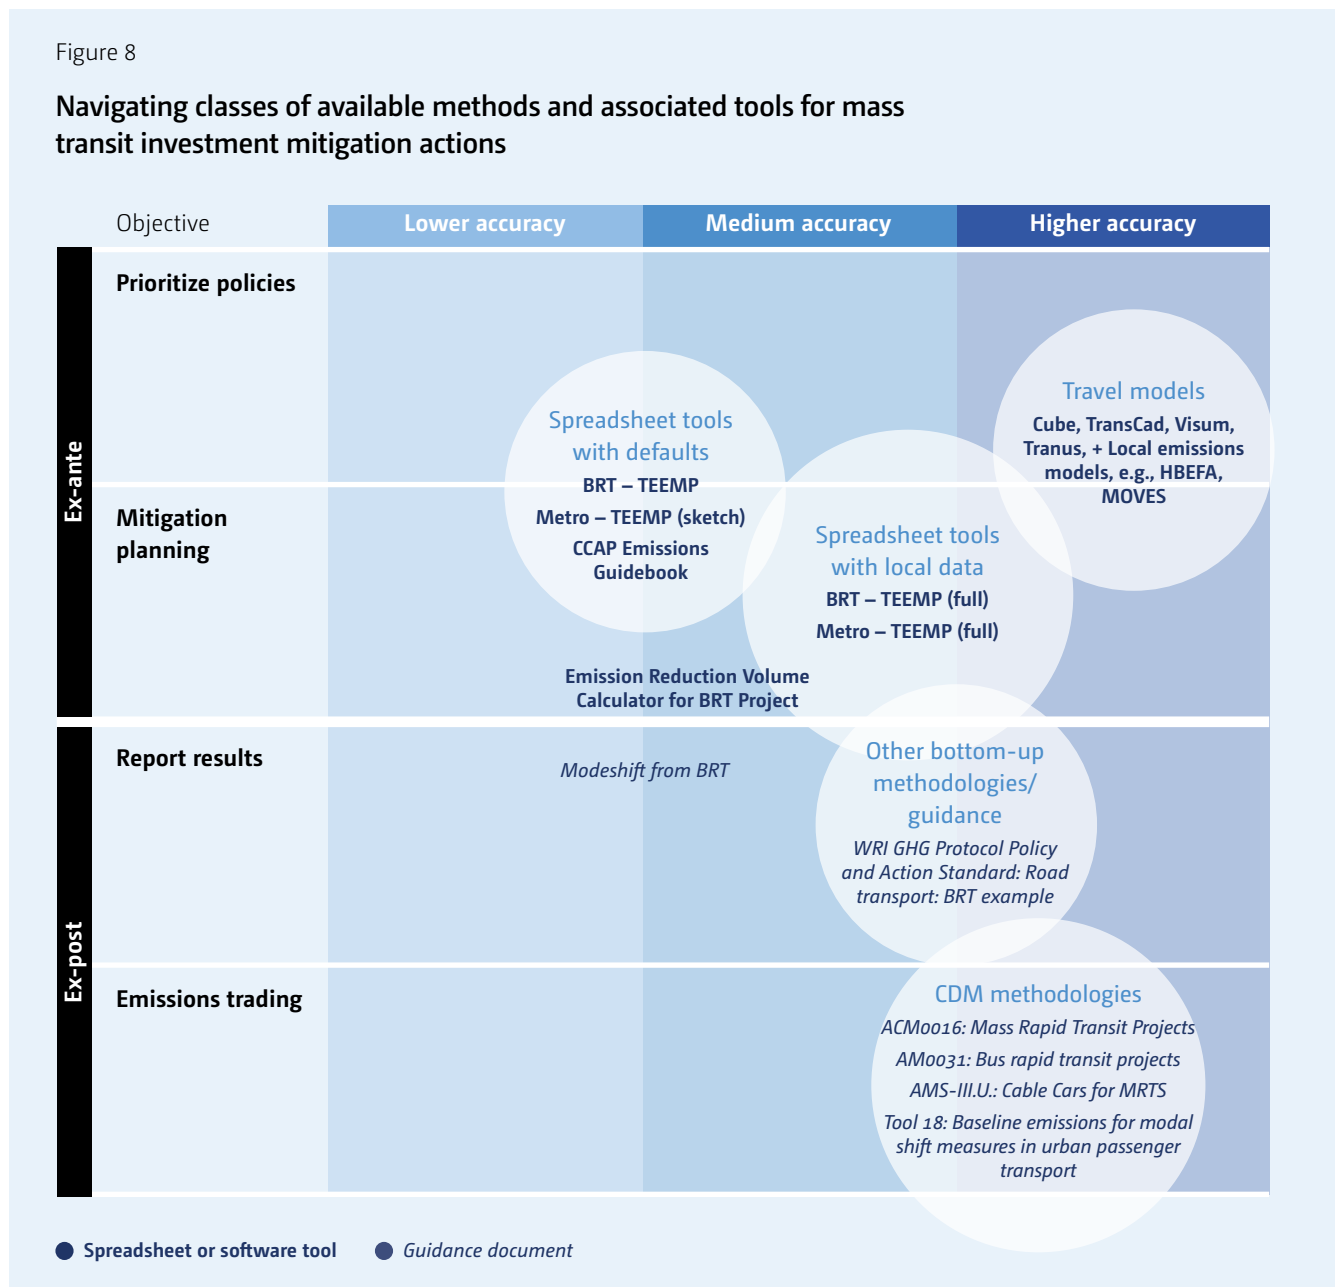 Figure 8
Navigating classes of available methods and associated tools for mass
transit investment mitigation actions
Objective
Lower accuracy
Medium accuracy
Higher accuracy
Ex-ante
Prioritize policies
Travel models
Cube, TransCad, Visum,
Tranus, + Local emissions
models, e.g., HBEFA,
MOVES
Spreadsheet tools
with defaults
BRT – TEEMP
Metro – TEEMP (sketch)
CCAP Emissions
Guidebook
Mitigation
planning
Spreadsheet tools
with local data
BRT – TEEMP (full)
Metro – TEEMP (full)
Emission Reduction Volume
Calculator for BRT Project
Ex-post
Report results
Modeshift from BRT
Other bottom-up
methodologies/
guidance
WRI GHG Protocol Policy
and Action Standard: Road
transport: BRT example
Emissions trading
CDM methodologies
ACM0016: Mass Rapid Transit Projects
AM0031: Bus rapid transit projects
AMS-III.U.: Cable Cars for MRTS
Tool 18: Baseline emissions for modal
shift measures in urban passenger
transport
Spreadsheet or software tool
Guidance document